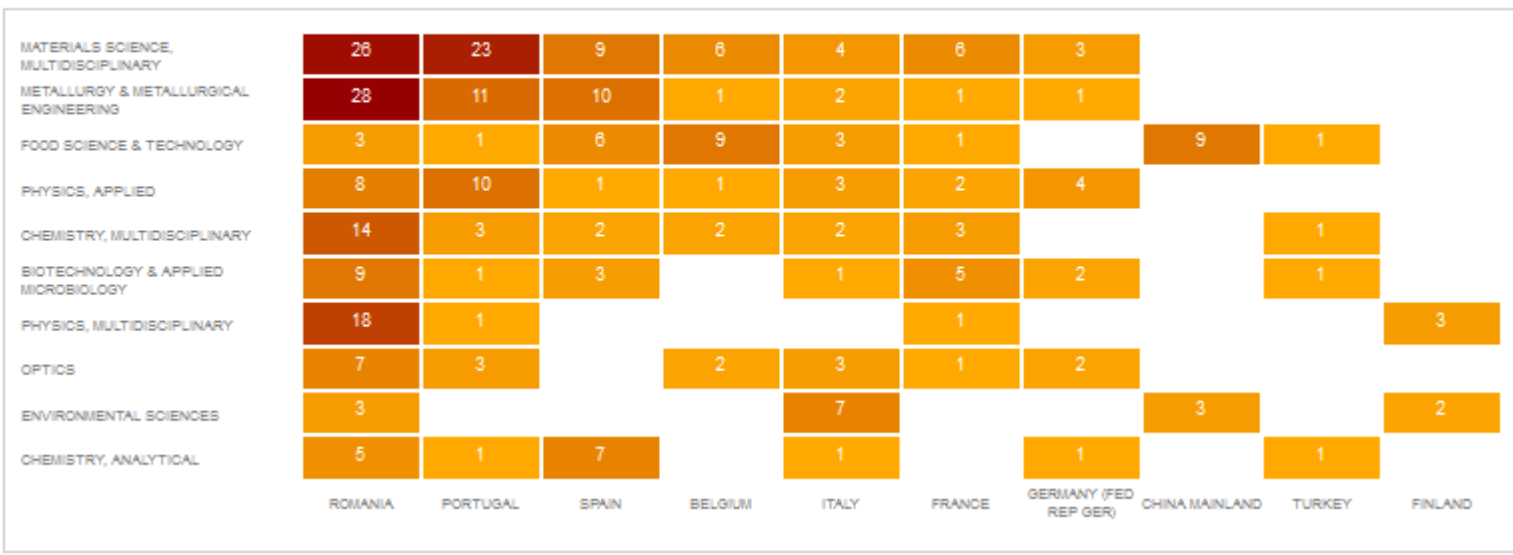 MATERIALS SCIENCE,
MULTIDISCIPLINARY
26 23 9 6 4 6 3
METALLURGY & METALLURGICAL
ENGINEERING
28 11 10 1 2 1 1
FOOD SCIENCE & TECHNOLOGY
3 1 6 9 3 1 9 1
PHYSICS, APPLIED
8 10 1 1 3 2 4
CHEMISTRY, MULTIDISCIPLINARY
14 3 2 2 2 3 1
BIOTECHNOLOGY & APPLIED
MICROBIOLOGY
9 1 3 1 5 2 1
PHYSICS, MULTIDISCIPLINARY
18 1 1 3
OPTICS
7 3 2 3 1 2
ENVIRONMENTAL SCIENCES
3 7 3 2
CHEMISTRY, ANALYTICAL
5 1 7 1 1 1
ROMANIA PORTUGAL SPAIN BELGIUM ITALY FRANCE GERMANY (FED
REP GER) CHINA MAINLAND TURKEY FINLAND